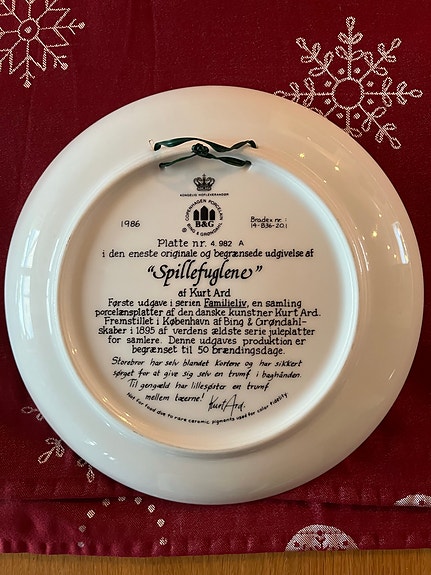 KONGELIG HOFLEVERANDØR
COPENHAGEN PORCELAIN
B&G
BING & GRØNDAHL
1986
Bradex nr.:
14-B36-20.1
Platte nr. 4.982 A
i den eneste originale og begrænsede udgivelse af
"Spillefuglene"
af Kurt Ard
Første udgave i serien Familieliv, en samling
porcelænsplatter af den danske kunstner Kurt Ard.
Fremstillet i København af Bing & Grøndahl-
skaber i 1895 af verdens ældste serie juleplatter
for samlere. Denne udgaves produktion er
begrænset til 50 brændingsdage.
Storebror har selv blandet kortene og har sikkert
sørget for at give sig selv en trumf i baghånden.
Til gengæld har lillesøster en trumf
mellem tæerne!
Kurt Ard.
Not for food due to rare ceramic pigments used for color fidelity.